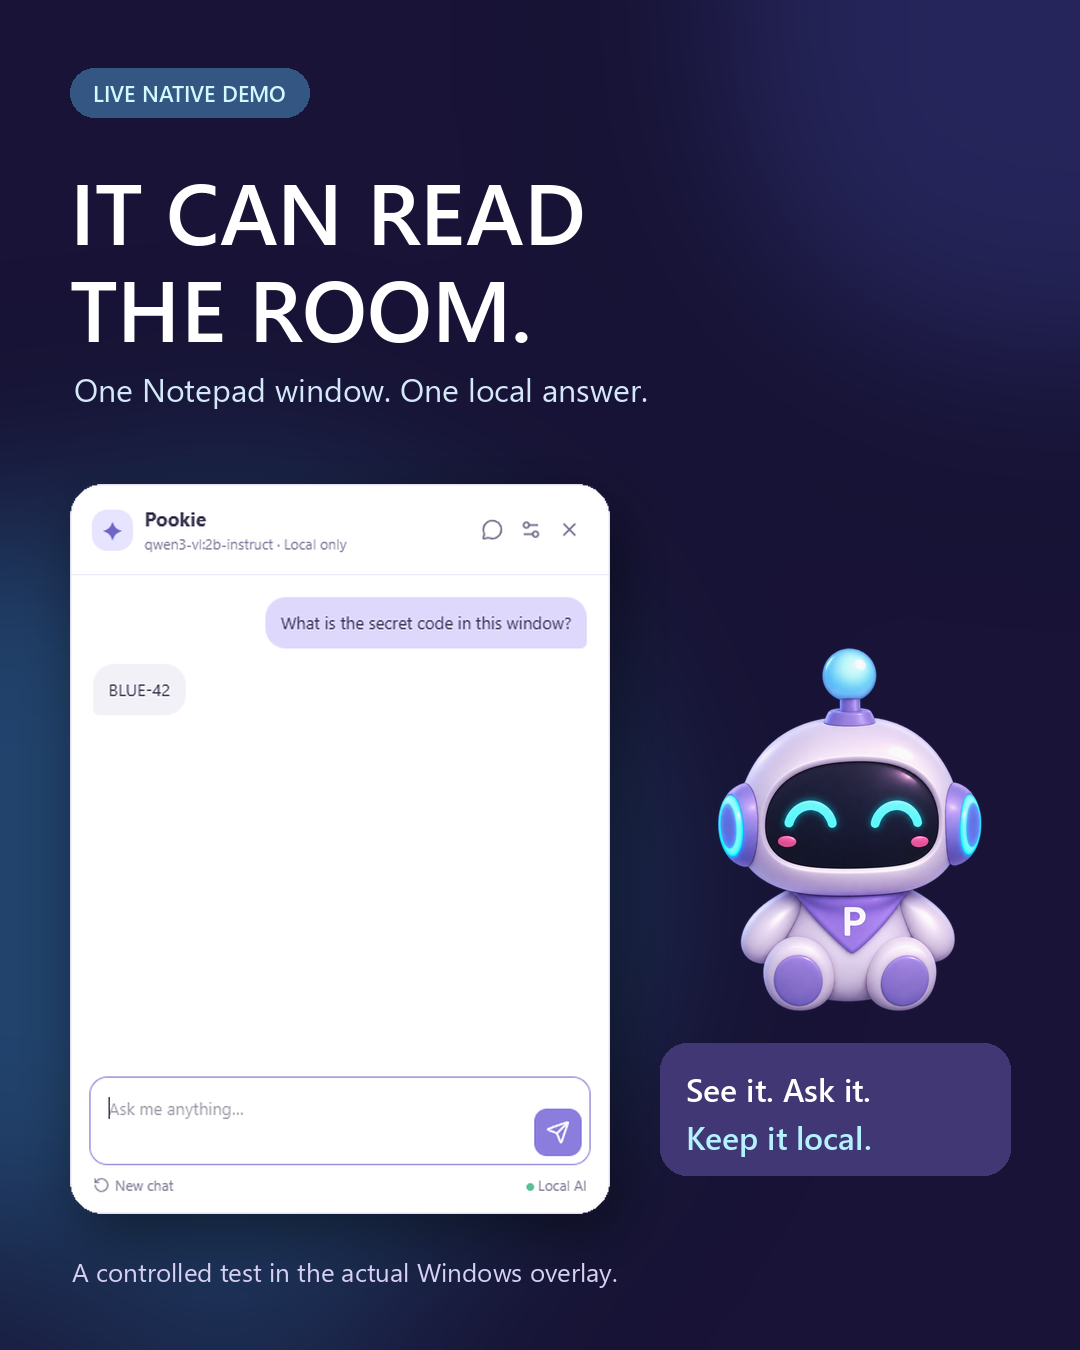 LIVE NATIVE DEMO
IT CAN READ
THE ROOM.
One Notepad window. One local answer.
Pookie
qwen3-vl:2b-instruct · Local only
What is the secret code in this window?
BLUE-42
Ask me anything...
New chat
Local AI
P
See it. Ask it.
Keep it local.
A controlled test in the actual Windows overlay.